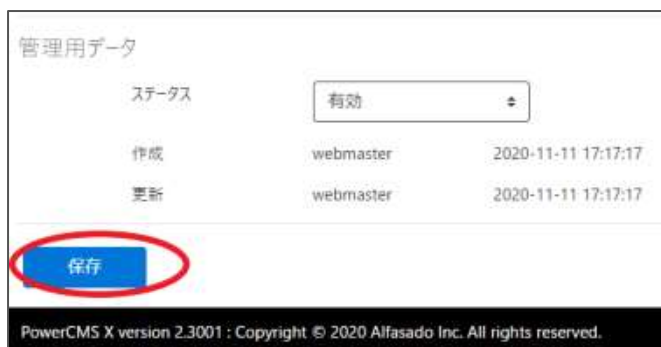 管理用データ
ステータス 有効
作成 webmaster 2020-11-11 17:17:17
更新 webmaster 2020-11-11 17:17:17
保存
PowerCMS X version 2.3001 : Copyright © 2020 Alfasado Inc. All rights reserved.